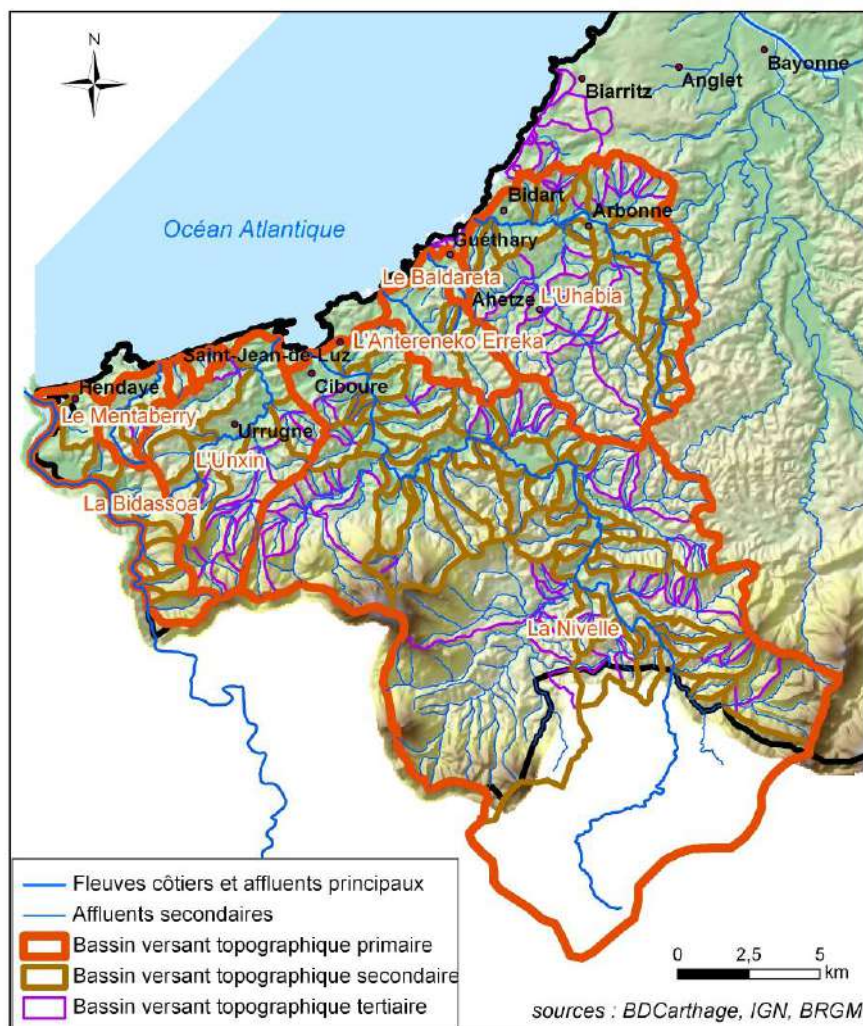 N
Bayonne
Anglet
Biarritz
Bidart
Arbonne
Océan Atlantique
Guéthary
Le Baldareta
Ahetze
L'Uhabia
L'Antereneko Erreka
Saint-Jean-de-Luz
Ciboure
Hendaye
Le Mentaberry
Urrugne
L'Unxin
La Bidassoa
La Nivelle
Fleuves côtiers et affluents principaux
Affluents secondaires
Bassin versant topographique primaire
Bassin versant topographique secondaire
Bassin versant topographique tertiaire
0 2,5 5
km
sources : BDCarthage, IGN, BRGM